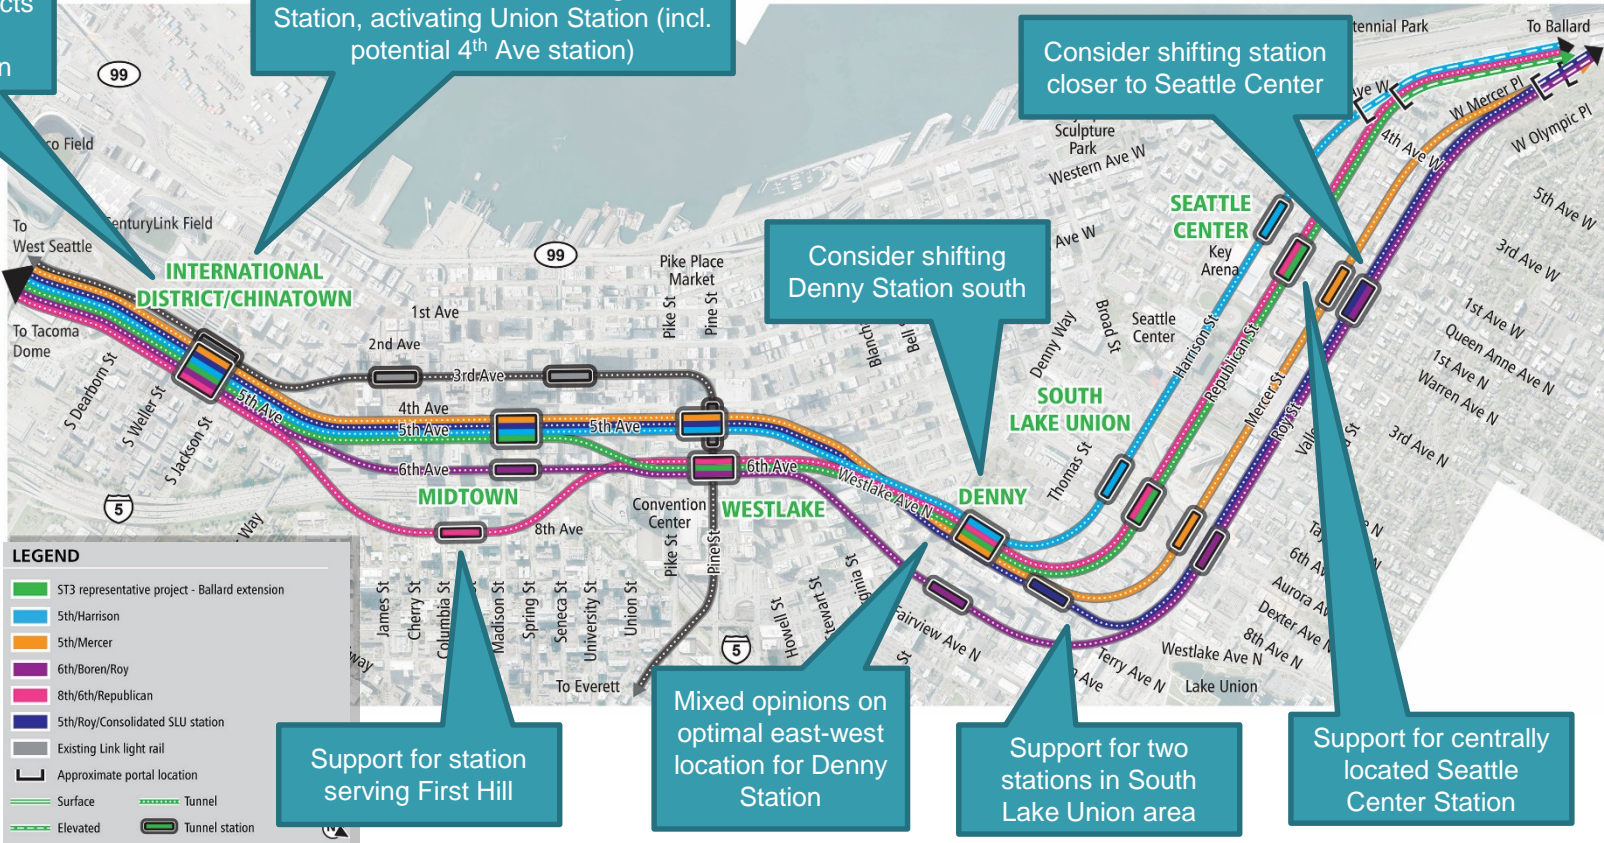 Station, activating Union Station (incl.
potential 4th Ave station)
Consider shifting station
closer to Seattle Center
To Ballard
99
W Mercer Pl
W Olympic Pl
4th Ave W
Sculpture
Park
Western Ave W
5th Ave W
3rd Ave W
1st Ave W
Queen Anne Ave N
1st Ave N
Warren Ave N
3rd Ave N
SEATTLE
CENTER
Key
Arena
To
West Seattle
INTERNATIONAL
DISTRICT/CHINATOWN
99
Pike Place
Market
Pike St
Pine St
Consider shifting
Denny Station south
Ave W
Denny Way
Broad St
Seattle
Center
Harrison St
Republican St
Mercer St
Roy St
To Tacoma
Dome
1st Ave
2nd Ave
3rd Ave
4th Ave
5th Ave
5th Ave
5th Ave
6th Ave
6th Ave
8th Ave
S Dearborn St
S Weller St
S Jackson St
SOUTH
LAKE UNION
Thomas St
MIDTOWN
Convention
Center
WESTLAKE
Westlake Ave N
DENNY
5
Pike St
Pine St
James St
Cherry St
Columbia St
Madison St
Spring St
Seneca St
University St
Union St
Howell St
Fairview Ave N
Terry Ave N
Westlake Ave N
8th Ave N
Dexter Ave N
Lake Union
5
To Everett
LEGEND
ST3 representative project - Ballard extension
5th/Harrison
5th/Mercer
6th/Boren/Roy
8th/6th/Republican
5th/Roy/Consolidated SLU station
Existing Link light rail
Approximate portal location
Surface
Tunnel
Elevated
Tunnel station
N
Support for station
serving First Hill
Mixed opinions on
optimal east-west
location for Denny
Station
Support for two
stations in South
Lake Union area
Support for centrally
located Seattle
Center Station